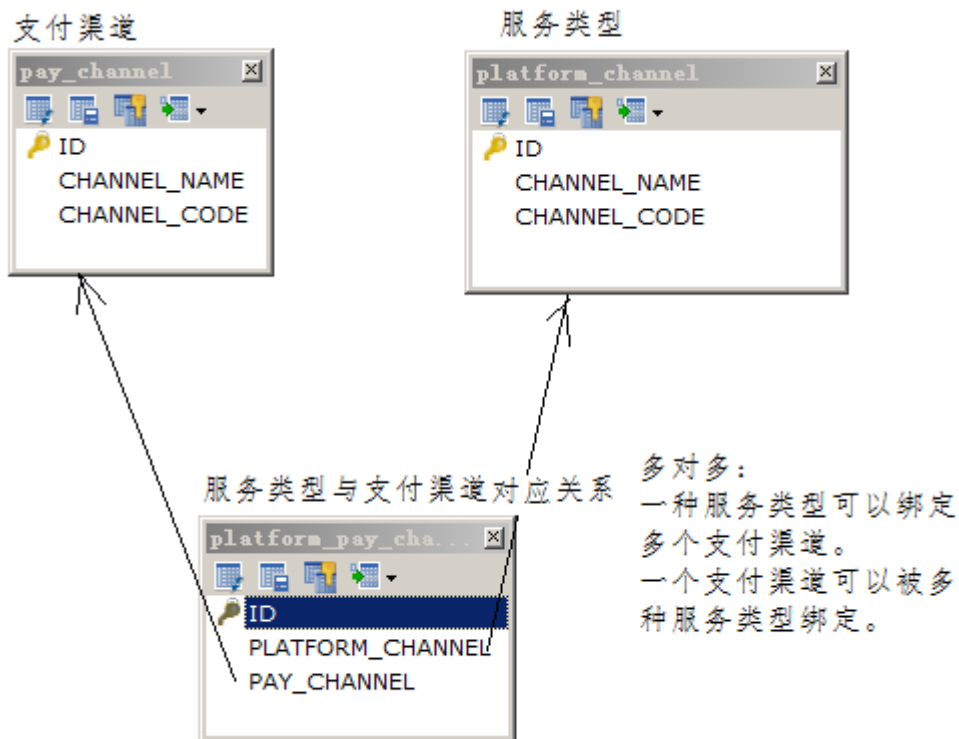 支付渠道
服务类型
pay_channel
platform_channel
ID
CHANNEL_NAME
CHANNEL_CODE
ID
CHANNEL_NAME
CHANNEL_CODE
服务类型与支付渠道对应关系
platform_pay_cha...
ID
PLATFORM_CHANNEL
PAY_CHANNEL
多对多：
一种服务类型可以绑定
多个支付渠道。
一个支付渠道可以被多
种服务类型绑定。